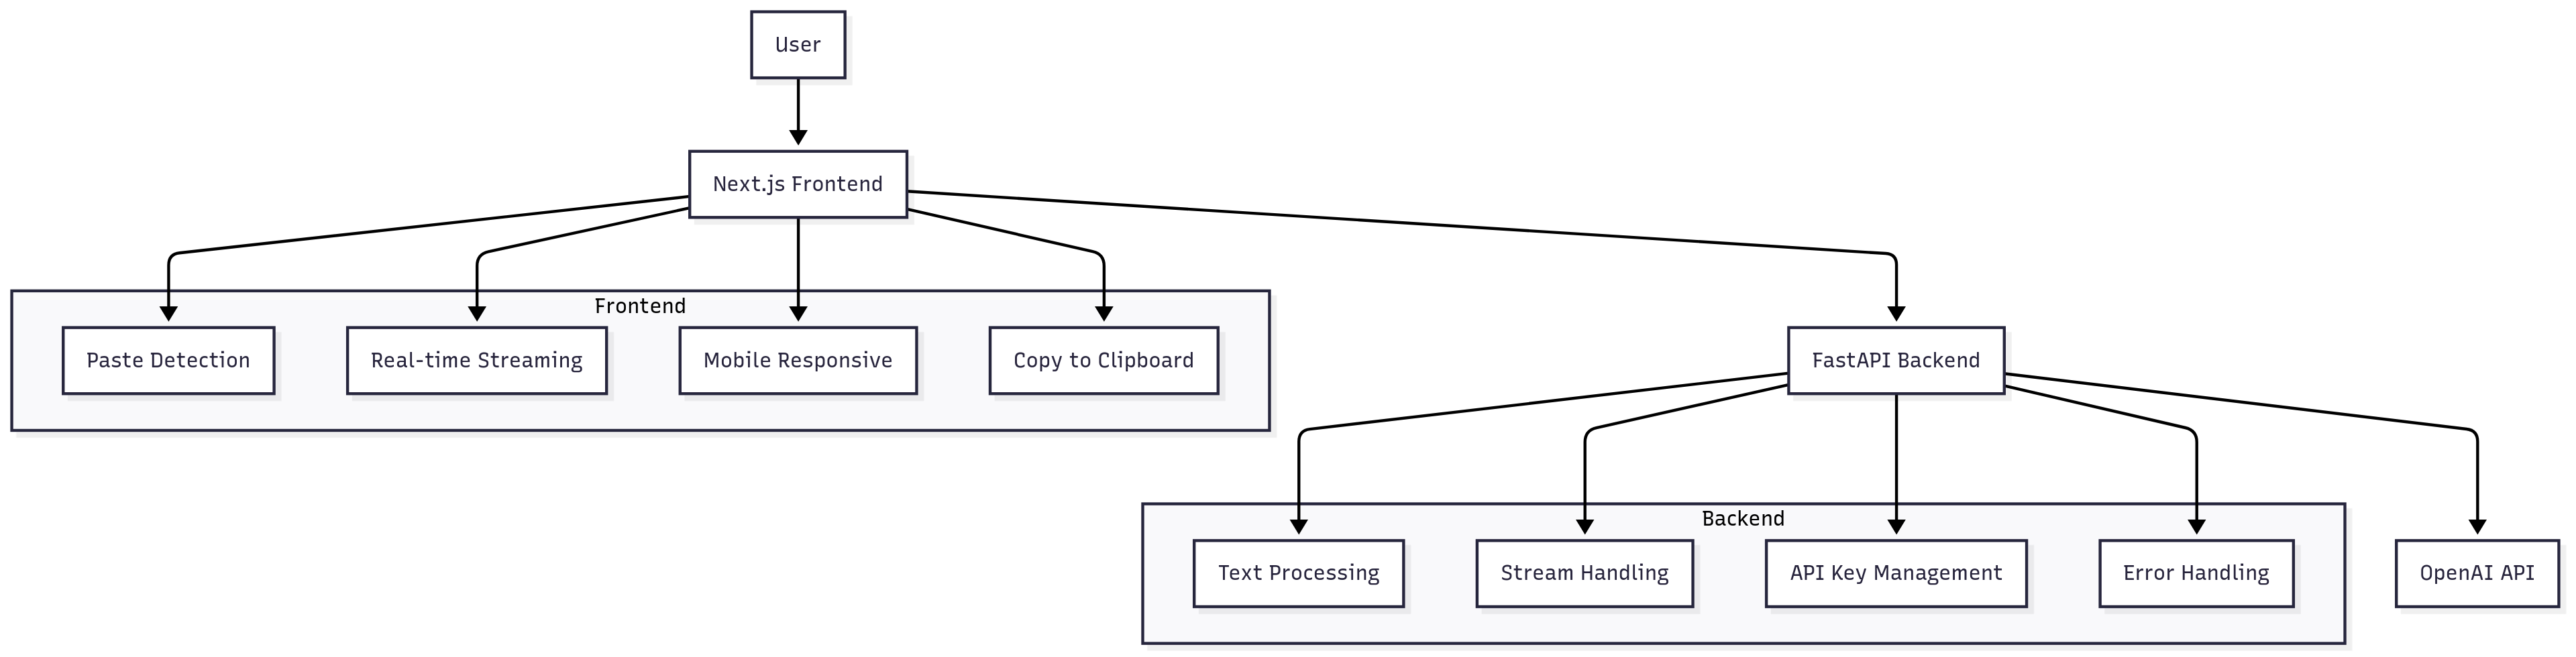 User
Next.js Frontend
Frontend
Paste Detection
Real-time Streaming
Mobile Responsive
Copy to Clipboard
FastAPI Backend
Backend
Text Processing
Stream Handling
API Key Management
Error Handling
OpenAI API